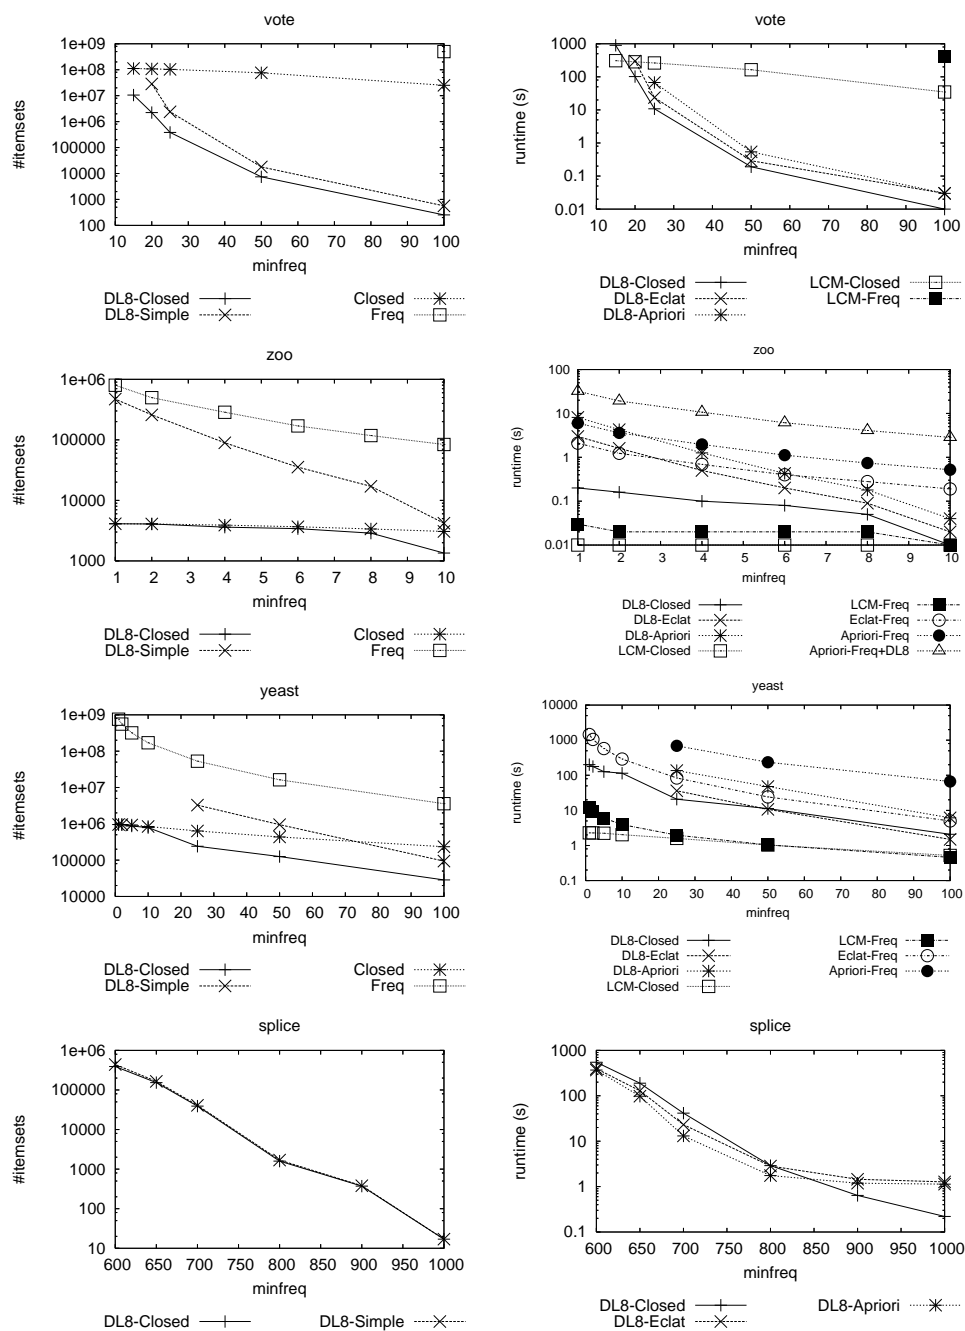 vote
1e+09
1e+08
1e+07
1e+06
100000
10000
1000
100
#itemsets
10 20 30 40 50 60 70 80 90 100
minfreq
DL8-Closed Closed
DL8-Simple Freq
vote
1000
100
10
1
0.1
0.01
runtime (s)
10 20 30 40 50 60 70 80 90 100
minfreq
DL8-Closed LCM-Closed
DL8-Eclat LCM-Freq
DL8-Apriori
zoo
1e+06
100000
10000
1000
#itemsets
1 2 3 4 5 6 7 8 9 10
minfreq
DL8-Closed Closed
DL8-Simple Freq
zoo
100
10
1
0.1
0.01
runtime (s)
1 2 3 4 5 6 7 8 9 10
minfreq
DL8-Closed LCM-Freq
DL8-Eclat Eclat-Freq
DL8-Apriori Apriori-Freq
LCM-Closed Apriori-Freq+DL8
yeast
1e+09
1e+08
1e+07
1e+06
100000
10000
#itemsets
0 10 20 30 40 50 60 70 80 90 100
minfreq
DL8-Closed Closed
DL8-Simple Freq
yeast
10000
1000
100
10
1
0.1
runtime (s)
0 10 20 30 40 50 60 70 80 90 100
minfreq
DL8-Closed LCM-Freq
DL8-Eclat Eclat-Freq
DL8-Apriori Apriori-Freq
LCM-Closed
splice
1e+06
100000
10000
1000
100
10
#itemsets
600 650 700 750 800 850 900 950 1000
minfreq
DL8-Closed DL8-Simple
splice
1000
100
10
1
0.1
runtime (s)
600 650 700 750 800 850 900 950 1000
minfreq
DL8-Closed DL8-Apriori
DL8-Eclat